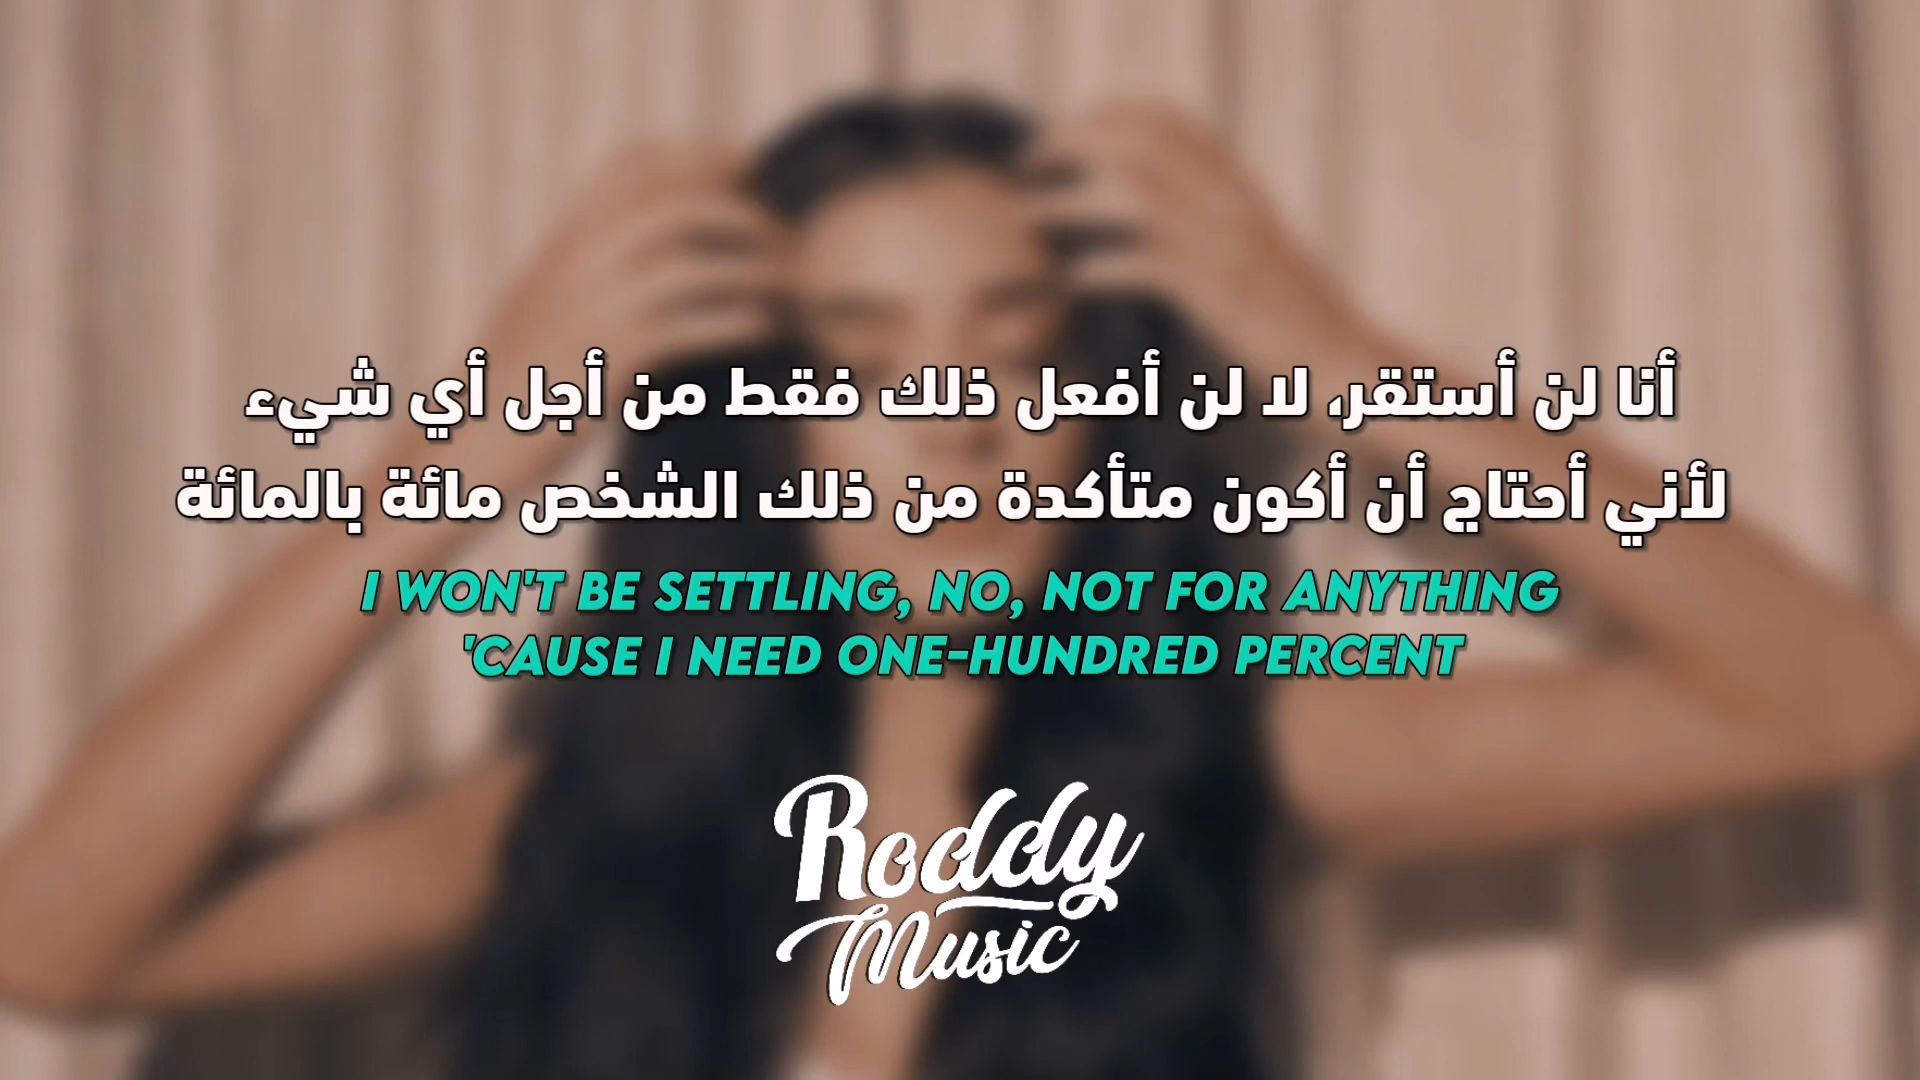 أنا لن أستقر، لا لن أفعل ذلك فقط من أجل أي شيء
لأني أحتاج أن أكون متأكدة من ذلك الشخص مائة بالمائة
I WON'T BE SETTLING, NO, NOT FOR ANYTHING
'CAUSE I NEED ONE-HUNDRED PERCENT
Roddy
Music